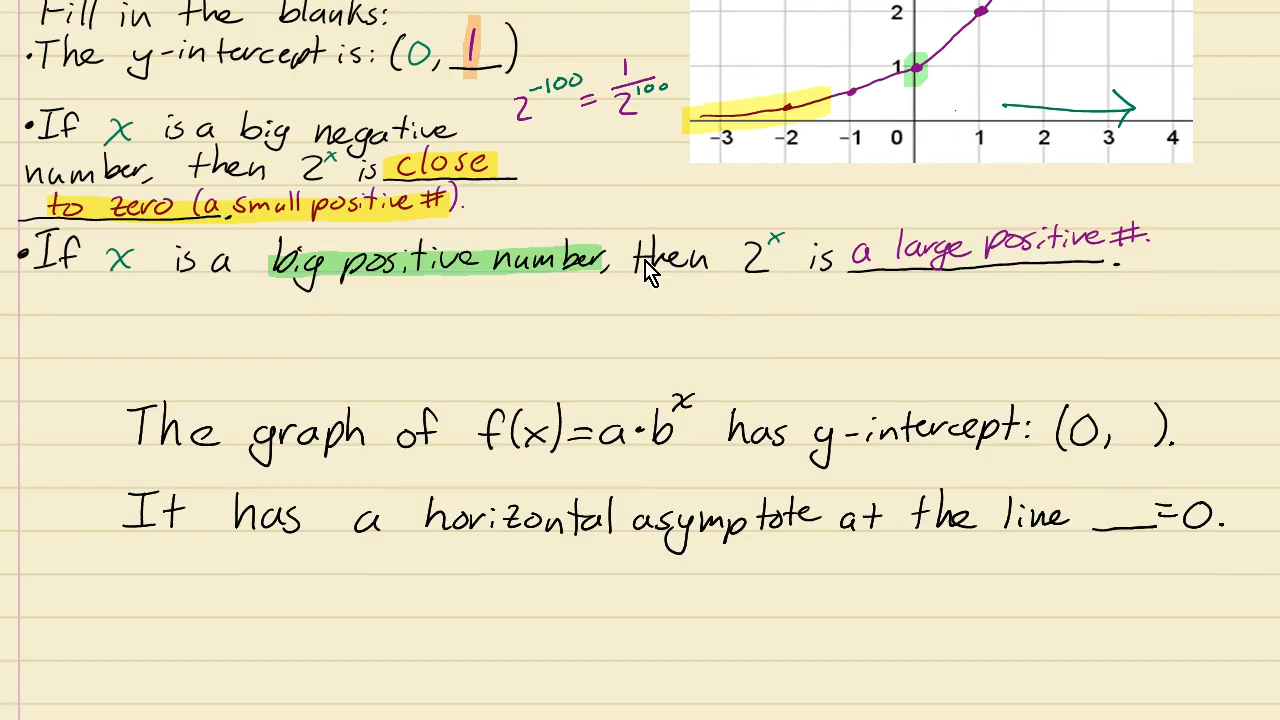 Fill in the blanks:
• The y-intercept is: (0, 1)
2^-100 = 1/2^100
• If x is a big negative
number, then 2^x is close
to zero (a small positive #).
• If x is a big positive number, then 2^x is a large positive #.
2
1
-3 -2 -1 0 1 2 3 4
The graph of f(x)=a•b^x has y-intercept: (0, ).
It has a horizontal asymptote at the line __=0.